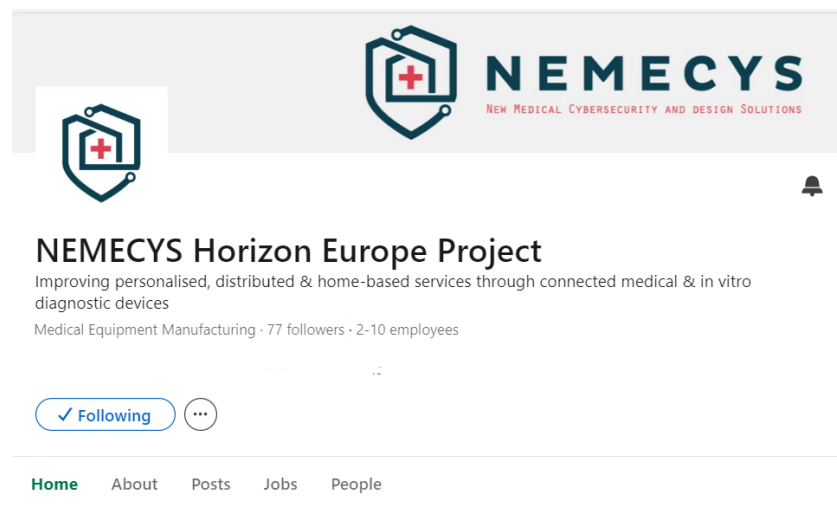 NEMECYS
New Medical Cybersecurity and design Solutions
NEMECYS Horizon Europe Project
Improving personalised, distributed & home-based services through connected medical & in vitro
diagnostic devices
Medical Equipment Manufacturing · 77 followers · 2-10 employees
Following
Home About Posts Jobs People